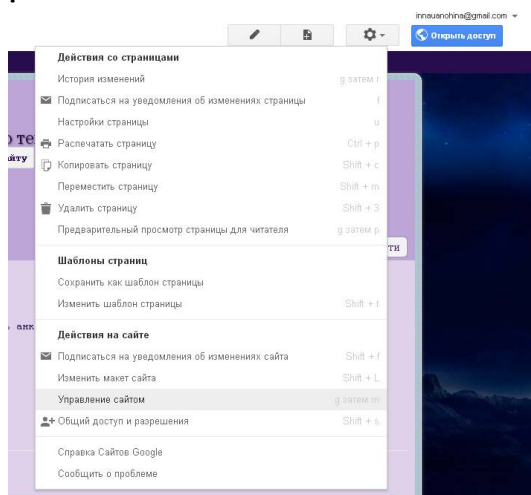 innauanohina@gmail.com
Открыть доступ
Действия со страницами
История изменений g затем r
Подписаться на уведомления об изменениях страницы f
Настройки страницы u
Распечатать страницу Ctrl + p
Копировать страницу Shift + c
Переместить страницу Shift + m
Удалить страницу Shift + 3
Предварительный просмотр страницы для читателя g затем p
Шаблоны страниц
Сохранить как шаблон страницы
Изменить шаблон страницы Shift + t
Действия на сайте
Подписаться на уведомления об изменениях сайта Shift + f
Изменить макет сайта Shift + L
Управление сайтом g затем m
Общий доступ и разрешения Shift + s
Справка Сайтов Google
Сообщить о проблеме